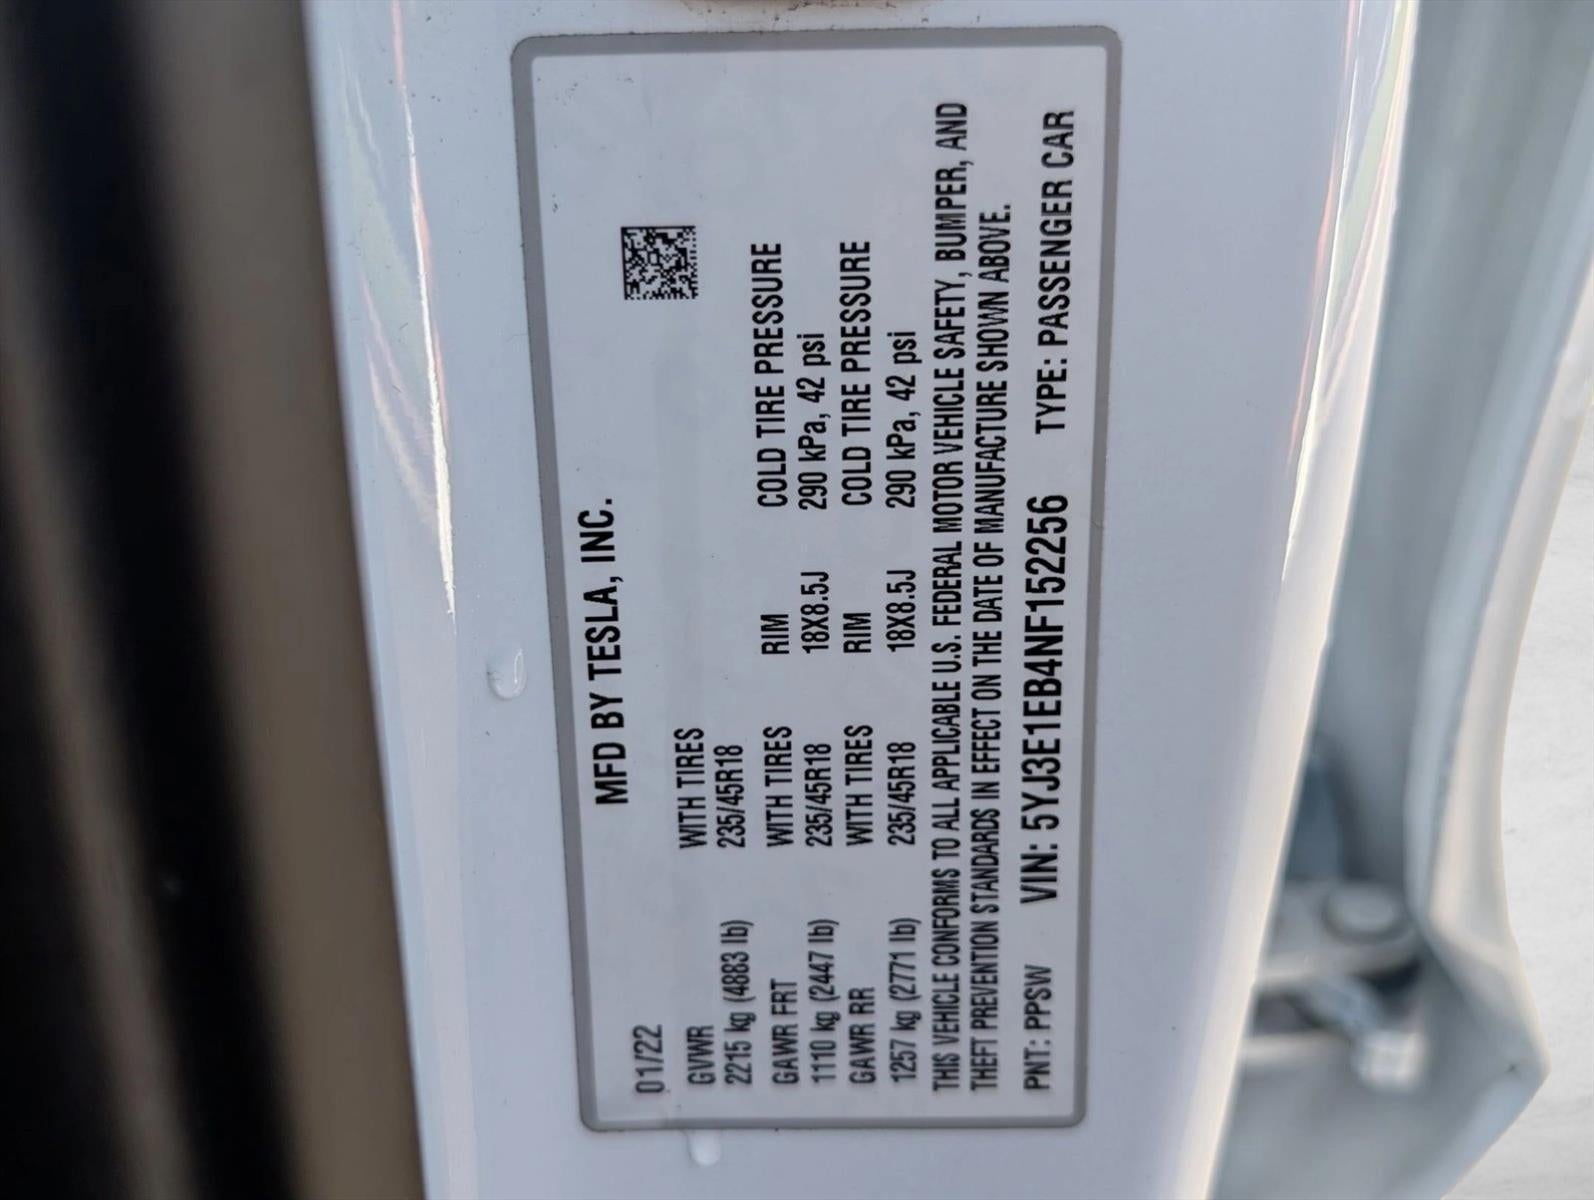 MFD BY TESLA, INC.
01/22
GVWR WITH TIRES
2215 kg (4883 lb) 235/45R18
GAWR FRT WITH TIRES RIM COLD TIRE PRESSURE
1110 kg (2447 lb) 235/45R18 18X8.5J 290 kPa, 42 psi
GAWR RR WITH TIRES RIM COLD TIRE PRESSURE
1257 kg (2771 lb) 235/45R18 18X8.5J 290 kPa, 42 psi
THIS VEHICLE CONFORMS TO ALL APPLICABLE U.S. FEDERAL MOTOR VEHICLE SAFETY, BUMPER, AND
THEFT PREVENTION STANDARDS IN EFFECT ON THE DATE OF MANUFACTURE SHOWN ABOVE.
PNT: PPSW VIN: 5YJ3E1EB4NF152256 TYPE: PASSENGER CAR